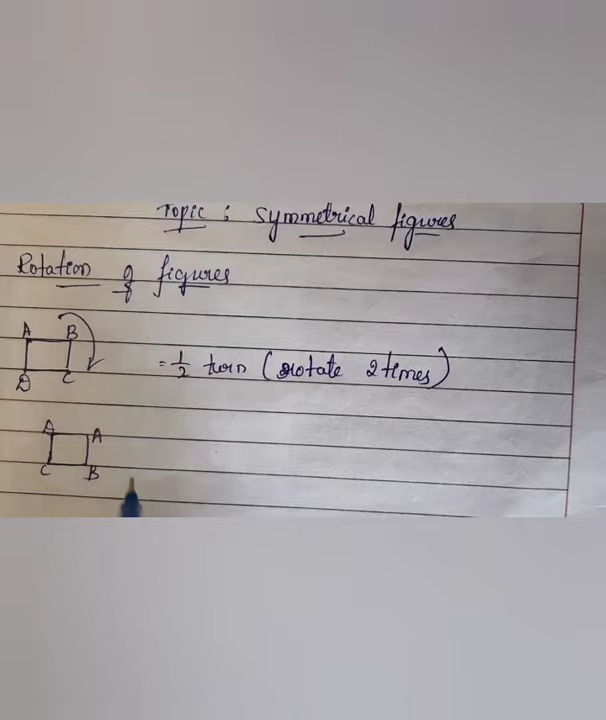 Topic : Symmetrical figures
Rotation of figures
A B
= 1/2 turn (rotate 2 times)
D C
D A
C B